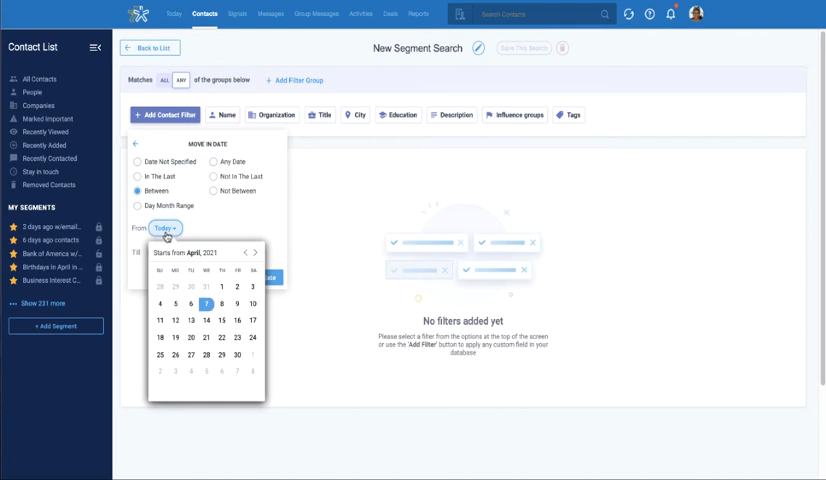 Today Contacts Signals Messages Group Messages Activities Deals Reports Search Contacts
Contact List
Back to List
New Segment Search
Save This Search
Matches ALL ANY of the groups below + Add Filter Group
All Contacts
People
Companies
Marked Important
Recently Viewed
Recently Added
Recently Contacted
Stay in touch
Removed Contacts
MY SEGMENTS
3 days ago w/email...
6 days ago contacts
Bank of America w/...
Birthdays in April in ...
Business Interest C...
Show 231 more
+ Add Segment
+ Add Contact Filter Name Organization Title City Education Description Influence groups Tags
MOVE IN DATE
Date Not Specified Any Date
In The Last Not In The Last
Between Not Between
Day Month Range
From Today
Till
Starts from April, 2021
SU MO TU WE TH FR SA
28 29 30 31 1 2 3
4 5 6 7 8 9 10
11 12 13 14 15 16 17
18 19 20 21 22 23 24
25 26 27 28 29 30 1
2 3 4 5 6 7 8
No filters added yet
Please select a filter from the options at the top of the screen
or use the 'Add Filter' button to apply any custom field in your
database